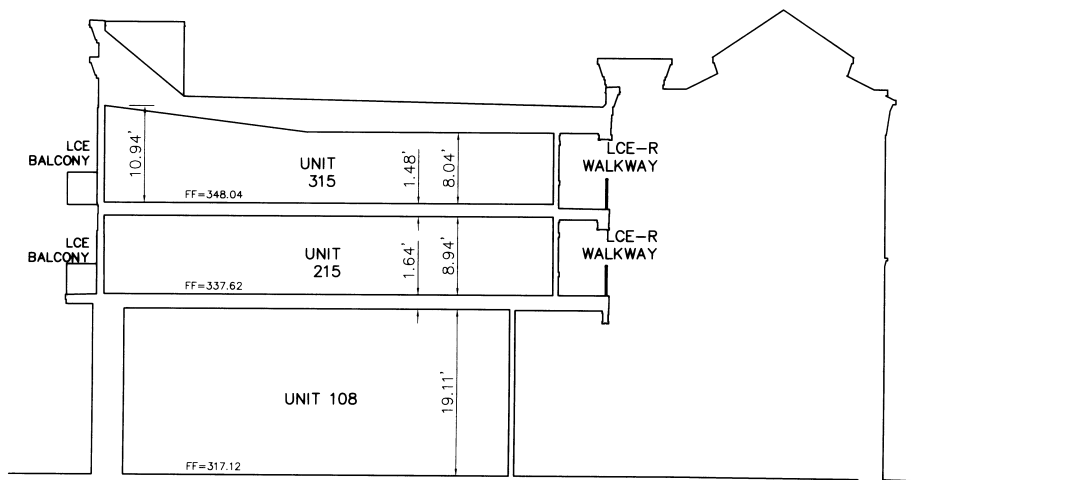 LCE
BALCONY
10.94'
UNIT
315
1.48'
8.04'
LCE-R
WALKWAY
FF=348.04
LCE
BALCONY
UNIT
215
1.64'
8.94'
LCE-R
WALKWAY
FF=337.62
UNIT 108
19.11'
FF=317.12